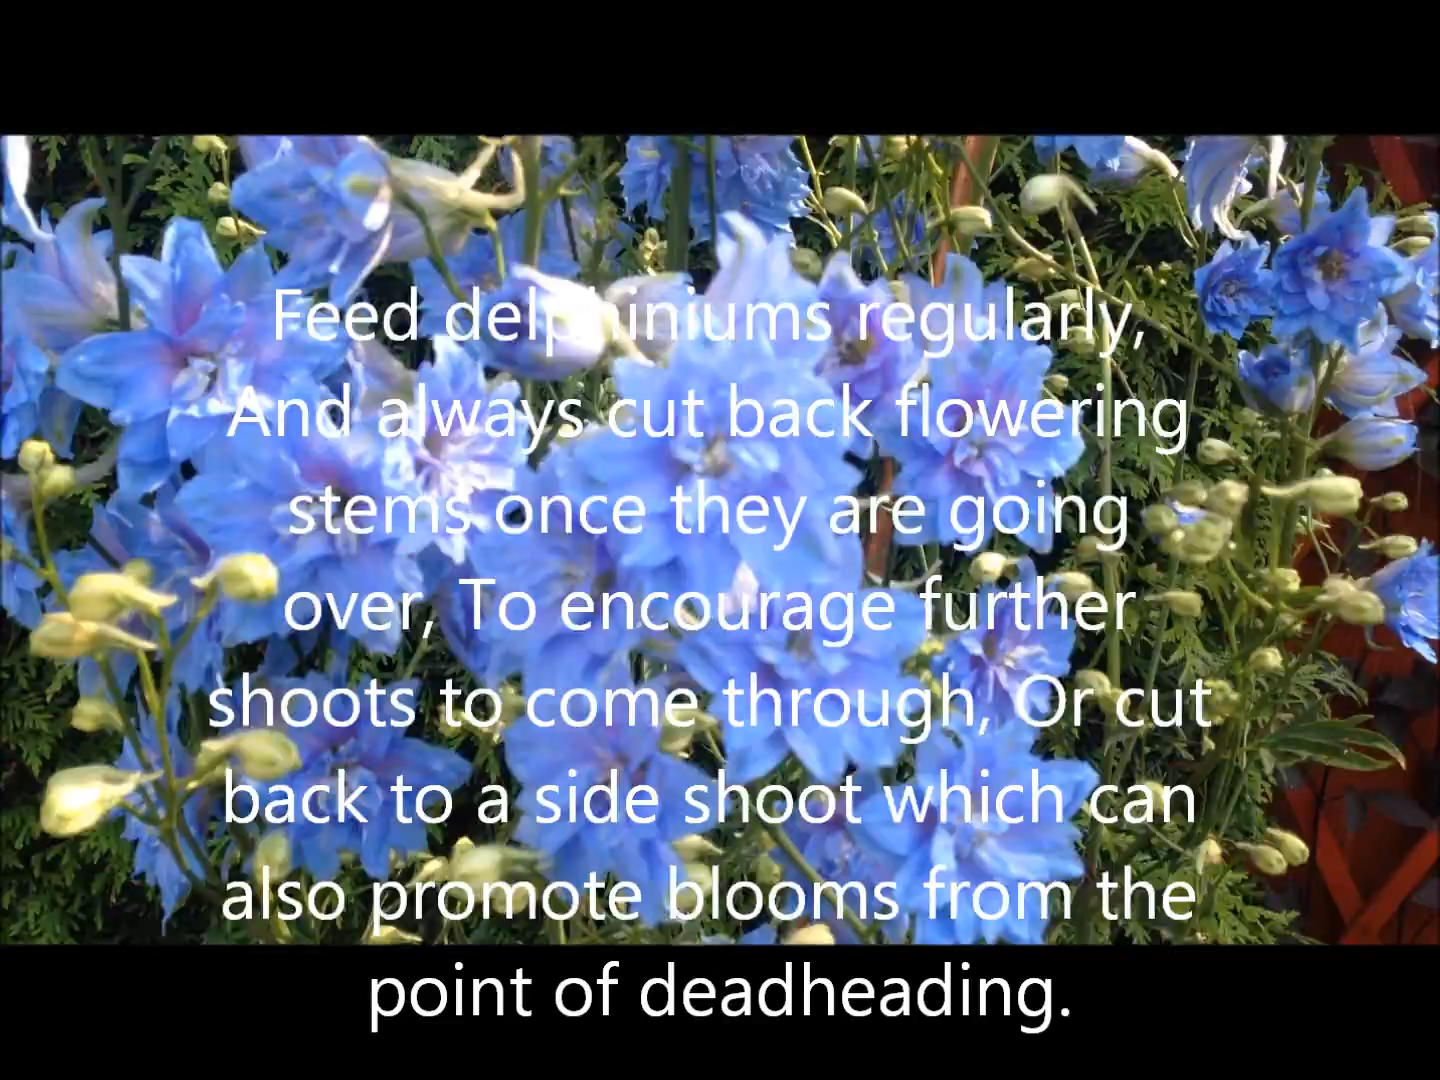 Feed delphiniums regularly,
And always cut back flowering
stems once they are going
over, To encourage further
shoots to come through, Or cut
back to a side shoot which can
also promote blooms from the
point of deadheading.